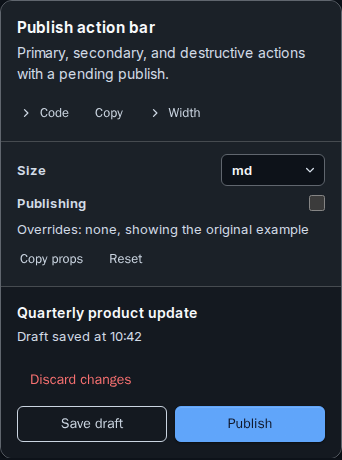 Publish action bar
Primary, secondary, and destructive actions
with a pending publish.
Code Copy Width
Size md
Publishing
Overrides: none, showing the original example
Copy props Reset
Quarterly product update
Draft saved at 10:42
Discard changes
Save draft Publish